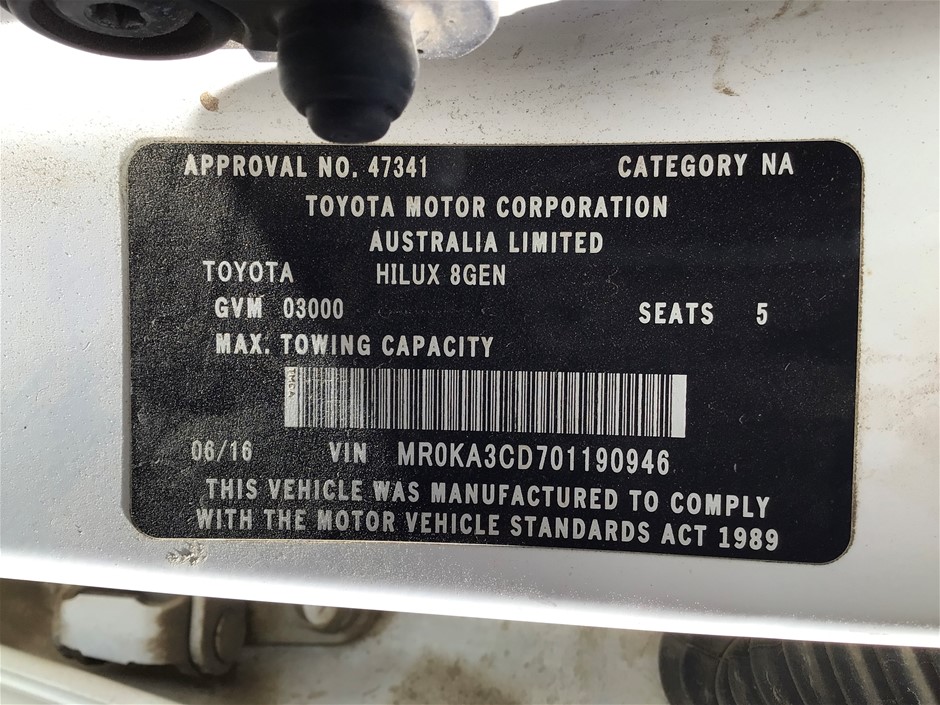 APPROVAL NO. 47341 CATEGORY NA
TOYOTA MOTOR CORPORATION
AUSTRALIA LIMITED
TOYOTA HILUX 8GEN
GVM 03000 SEATS 5
MAX. TOWING CAPACITY
TMCA
06/16 VIN MR0KA3CD701190946
THIS VEHICLE WAS MANUFACTURED TO COMPLY
WITH THE MOTOR VEHICLE STANDARDS ACT 1989